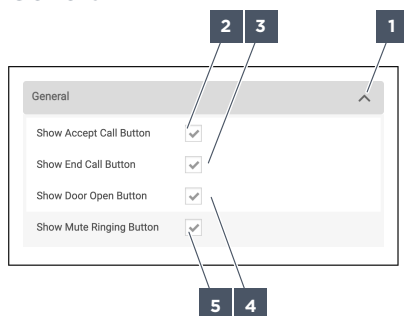 2 3 1
General
Show Accept Call Button
Show End Call Button
Show Door Open Button
Show Mute Ringing Button
5 4